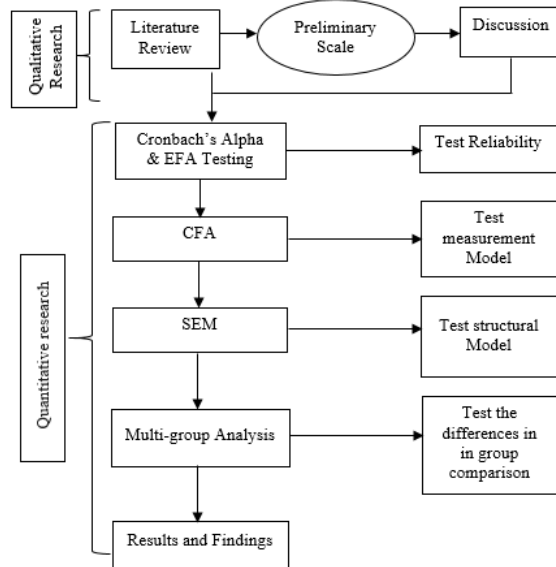 Qualitative
Research
Literature
Review
Preliminary
Scale
Discussion
Quantitative research
Cronbach's Alpha
& EFA Testing
Test Reliability
CFA
Test
measurement
Model
SEM
Test structural
Model
Multi-group Analysis
Test the
differences in
in group
comparison
Results and Findings